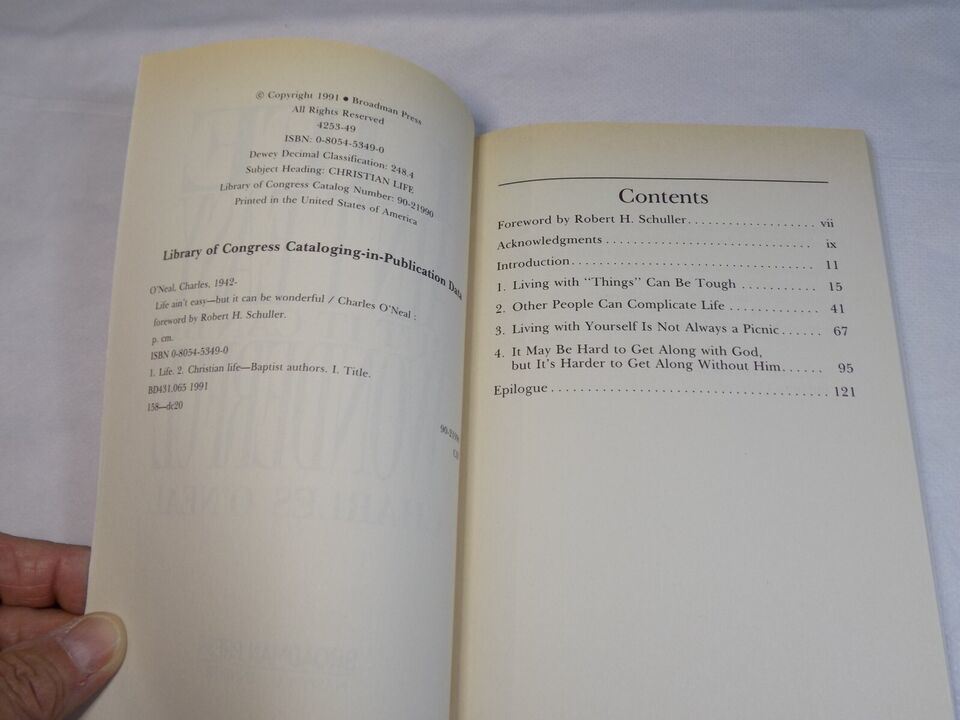 © Copyright 1991 • Broadman Press
All Rights Reserved
4253-49
ISBN: 0-8054-5349-0
Dewey Decimal Classification: 248.4
Subject Heading: CHRISTIAN LIFE
Library of Congress Catalog Number: 90-21990
Printed in the United States of America
Library of Congress Cataloging-in-Publication Data
O'Neal, Charles, 1942-
Life ain't easy—but it can be wonderful / Charles O'Neal :
foreword by Robert H. Schuller.
p. cm.
ISBN 0-8054-5349-0
1. Life. 2. Christian life—Baptist authors. I. Title.
BD431.065 1991
158—dc20
Contents
Foreword by Robert H. Schuller................. vii
Acknowledgments ............................ ix
Introduction.................................. 11
1. Living with "Things" Can Be Tough ........... 15
2. Other People Can Complicate Life ............ 41
3. Living with Yourself Is Not Always a Picnic...... 67
4. It May Be Hard to Get Along with God,
but It's Harder to Get Along Without Him...... 95
Epilogue..................................... 121